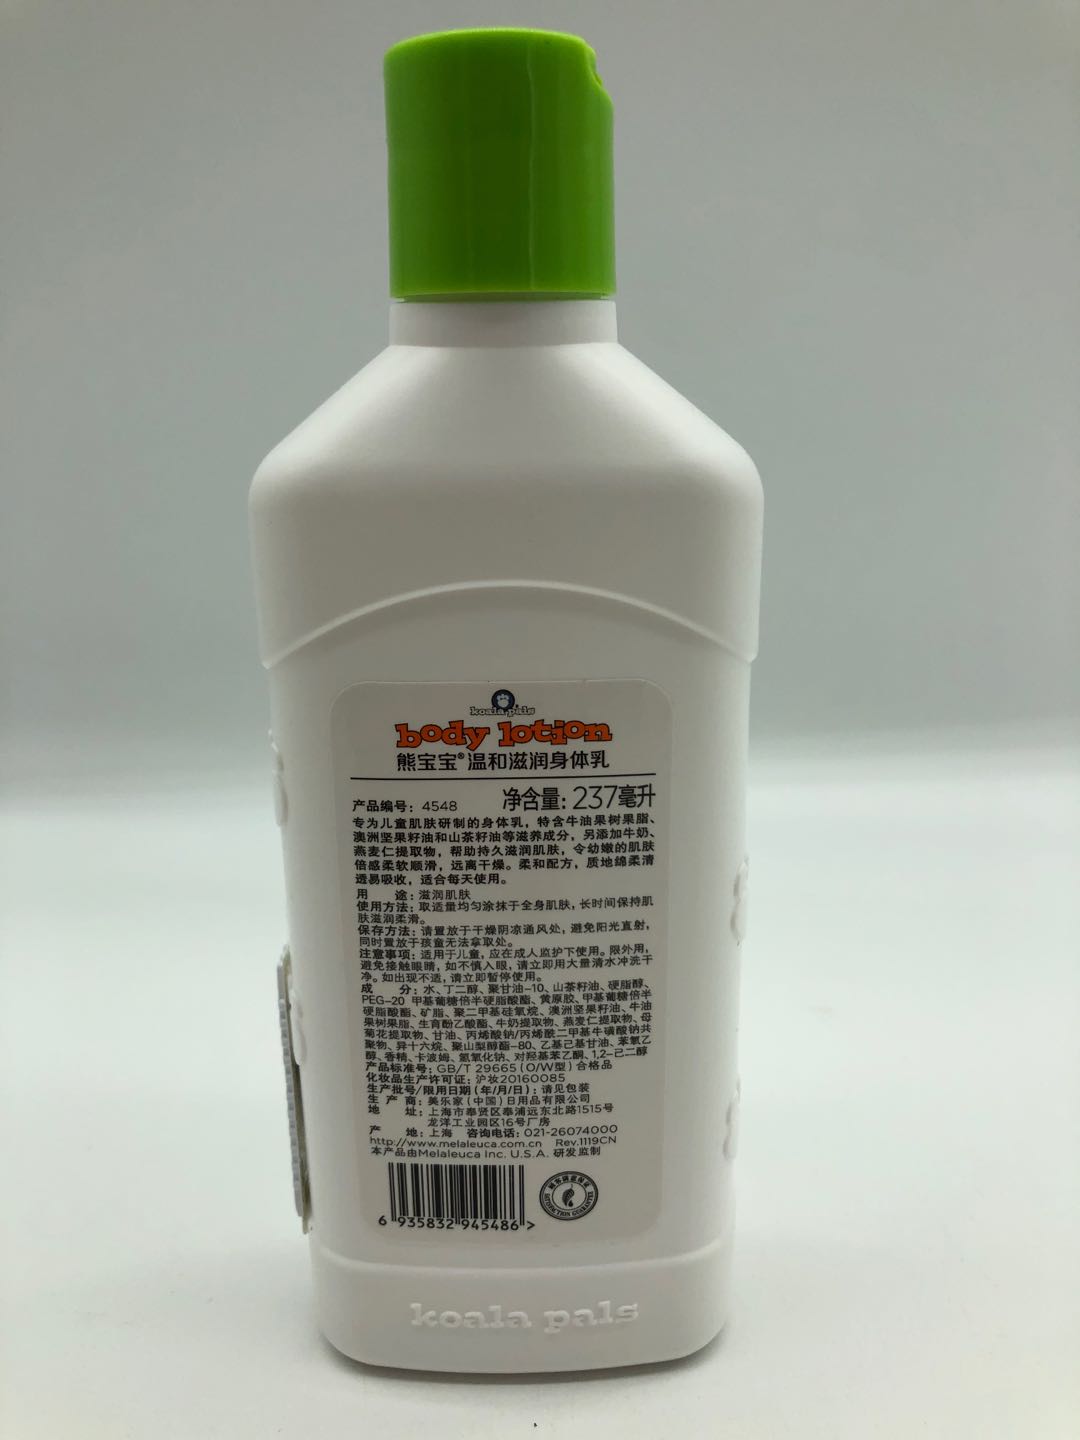 koala pals
body lotion
熊宝宝®温和滋润身体乳
产品编号：4548 净含量：237毫升
专为儿童肌肤研制的身体乳，特含牛油果树果脂、
澳洲坚果籽油和山茶籽油等滋养成分，另添加牛奶、
燕麦仁提取物，帮助持久滋润肌肤，令幼嫩的肌肤
倍感柔软顺滑，远离干燥。柔和配方，质地绵柔清
透易吸收，适合每天使用。
用 途：滋润肌肤
使用方法：取适量均匀涂抹于全身肌肤，长时间保持肌
肤滋润柔滑。
保存方法：请置放于干燥阴凉通风处，避免阳光直射，
同时置放于孩童无法拿取处。
注意事项：适用于儿童，应在成人监护下使用。限外用，
避免接触眼睛，如不慎入眼，请立即用大量清水冲洗干
净。如出现不适，请立即暂停使用。
成 分：水、丁二醇、聚甘油-10、山茶籽油、硬脂醇、
PEG-20 甲基葡糖倍半硬脂酸酯、黄原胶、甲基葡糖倍半
硬脂酸酯、矿脂、聚二甲基硅氧烷、澳洲坚果籽油、牛油
果树果脂、生育酚乙酸酯、牛奶提取物、燕麦仁提取物、母
菊花提取物、甘油、丙烯酸钠/丙烯酰二甲基牛磺酸钠共
聚物、异十六烷、聚山梨醇酯-80、乙基己基甘油、苯氧乙
醇、香精、卡波姆、氢氧化钠、对羟基苯乙酮、1,2-己二醇
产品标准号：GB/T 29665 (O/W型) 合格品
化妆品生产许可证：沪妆20160085
生产批号/限用日期（年/月/日）：请见包装
生 产 商：美乐家（中国）日用品有限公司
地 址：上海市奉贤区奉浦远东北路1515号
龙洋工业园区16号厂房
产 地：上海 咨询电话：021-26074000
http://www.melaleuca.com.cn Rev.1119CN
本产品由Melaleuca Inc. U.S.A. 研发监制
顾客满意保证
SATISFACTION GUARANTEE
6 935832 945486 >
koala pals